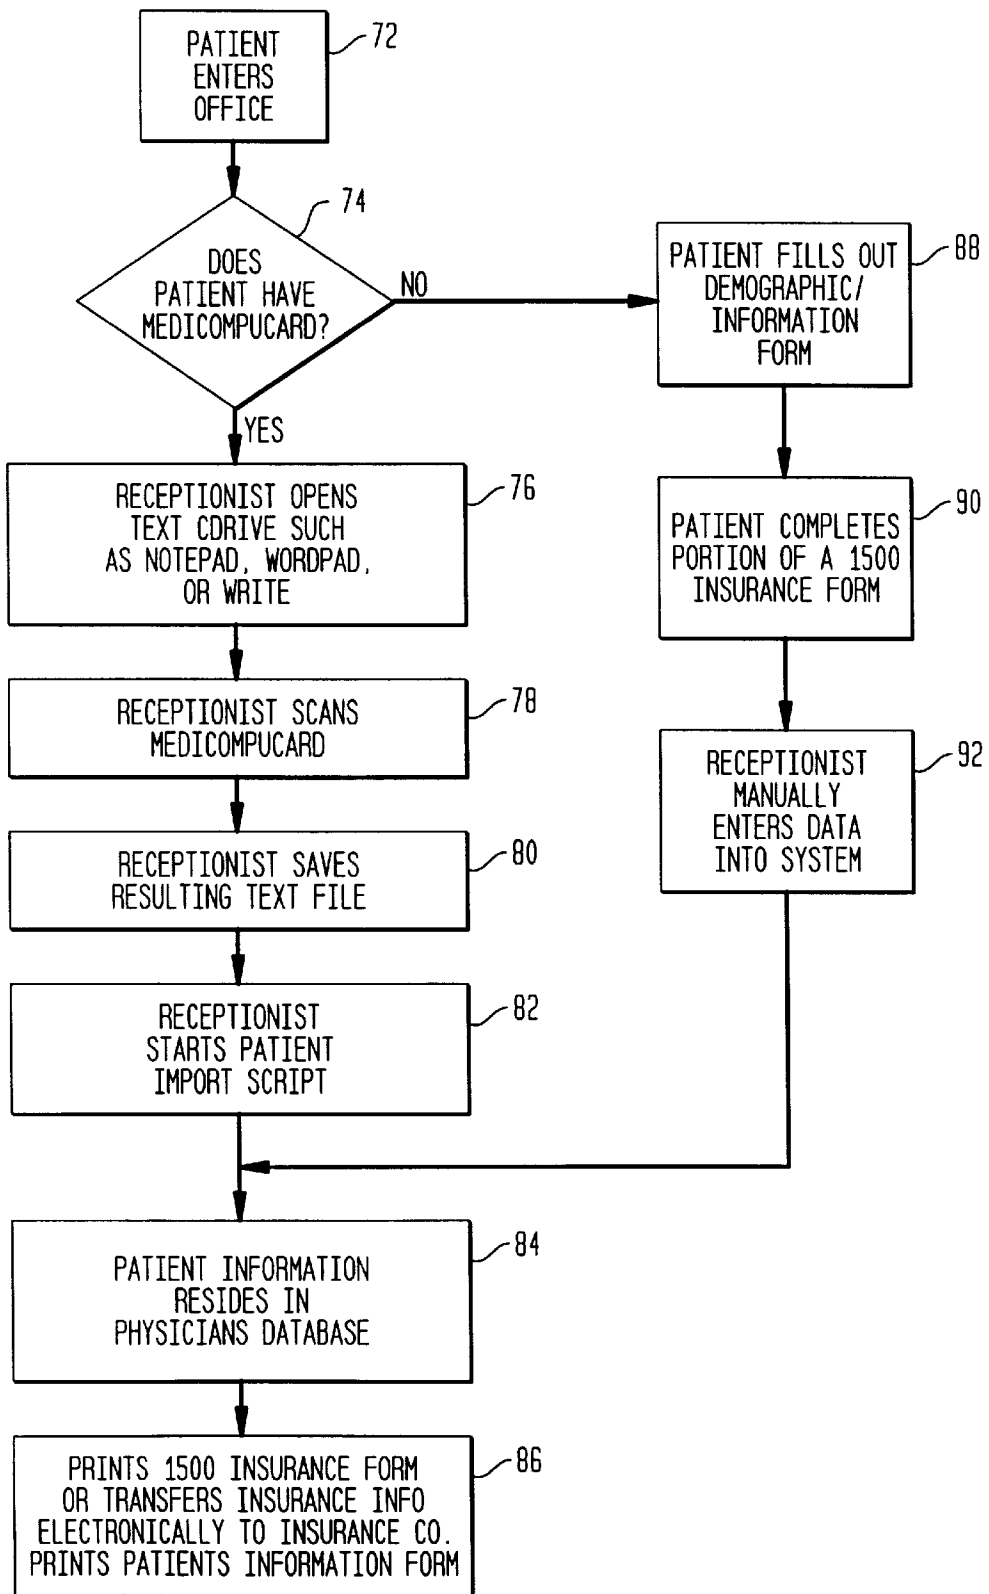 PATIENT
ENTERS
OFFICE
72
DOES
PATIENT HAVE
MEDICOMPUCARD?
74
NO
YES
RECEPTIONIST OPENS
TEXT CDRIVE SUCH
AS NOTEPAD, WORDPAD,
OR WRITE
76
RECEPTIONIST SCANS
MEDICOMPUCARD
78
RECEPTIONIST SAVES
RESULTING TEXT FILE
80
RECEPTIONIST
STARTS PATIENT
IMPORT SCRIPT
82
PATIENT FILLS OUT
DEMOGRAPHIC/
INFORMATION
FORM
88
PATIENT COMPLETES
PORTION OF A 1500
INSURANCE FORM
90
RECEPTIONIST
MANUALLY
ENTERS DATA
INTO SYSTEM
92
PATIENT INFORMATION
RESIDES IN
PHYSICIANS DATABASE
84
PRINTS 1500 INSURANCE FORM
OR TRANSFERS INSURANCE INFO
ELECTRONICALLY TO INSURANCE CO.
PRINTS PATIENTS INFORMATION FORM
86